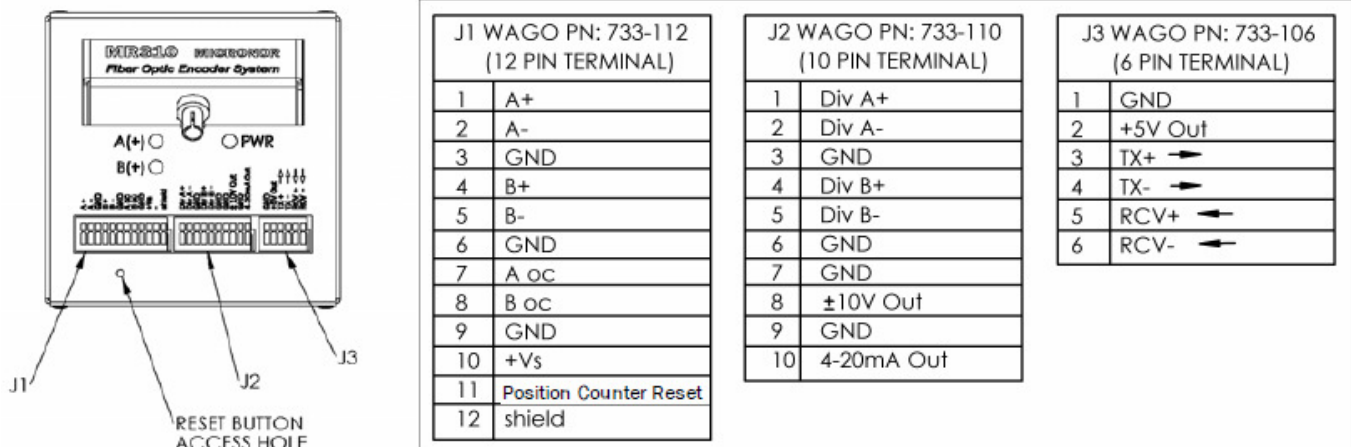 MR310 MICRONOR
Fiber Optic Encoder System
A(+)
PWR
B(+)
J1
J2
J3
RESET BUTTON
ACCESS HOLE
J1 WAGO PN: 733-112
(12 PIN TERMINAL)
1 A+
2 A-
3 GND
4 B+
5 B-
6 GND
7 A oc
8 B oc
9 GND
10 +Vs
11 Position Counter Reset
12 shield
J2 WAGO PN: 733-110
(10 PIN TERMINAL)
1 Div A+
2 Div A-
3 GND
4 Div B+
5 Div B-
6 GND
7 GND
8 ±10V Out
9 GND
10 4-20mA Out
J3 WAGO PN: 733-106
(6 PIN TERMINAL)
1 GND
2 +5V Out
3 TX+
4 TX-
5 RCV+
6 RCV-